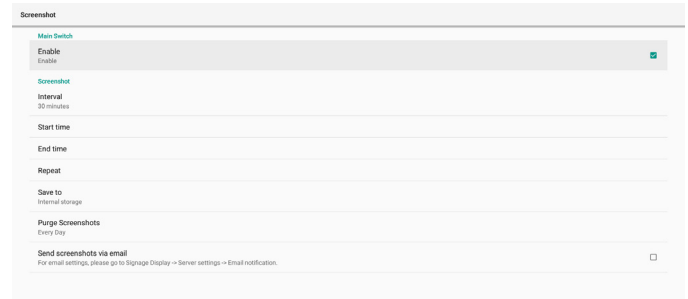 Screenshot
Main Switch
Enable
Enable
Screenshot
Interval
30 minutes
Start time
End time
Repeat
Save to
Internal storage
Purge Screenshots
Every Day
Send screenshots via email
For email settings, please go to Signage Display -> Server settings -> Email notification.